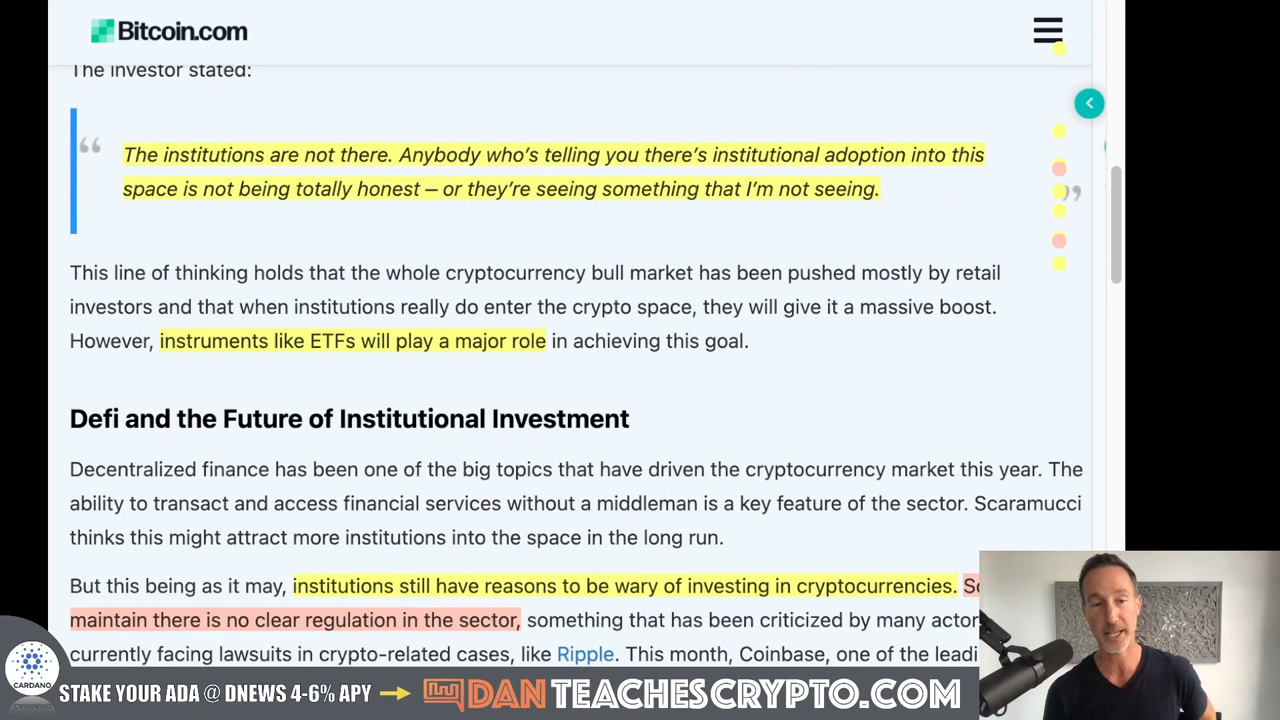 Bitcoin.com
The investor stated:
“
The institutions are not there. Anybody who’s telling you there’s institutional adoption into this
space is not being totally honest – or they’re seeing something that I’m not seeing.
”
This line of thinking holds that the whole cryptocurrency bull market has been pushed mostly by retail
investors and that when institutions really do enter the crypto space, they will give it a massive boost.
However, instruments like ETFs will play a major role in achieving this goal.
Defi and the Future of Institutional Investment
Decentralized finance has been one of the big topics that have driven the cryptocurrency market this year. The
ability to transact and access financial services without a middleman is a key feature of the sector. Scaramucci
thinks this might attract more institutions into the space in the long run.
But this being as it may, institutions still have reasons to be wary of investing in cryptocurrencies.
maintain there is no clear regulation in the sector, something that has been criticized by many
currently facing lawsuits in crypto-related cases, like Ripple. This month, Coinbase, one of the
CARDANO
STAKE YOUR ADA @ DNEWS 4-6% APY
DANTEACHESCRYPTO.COM